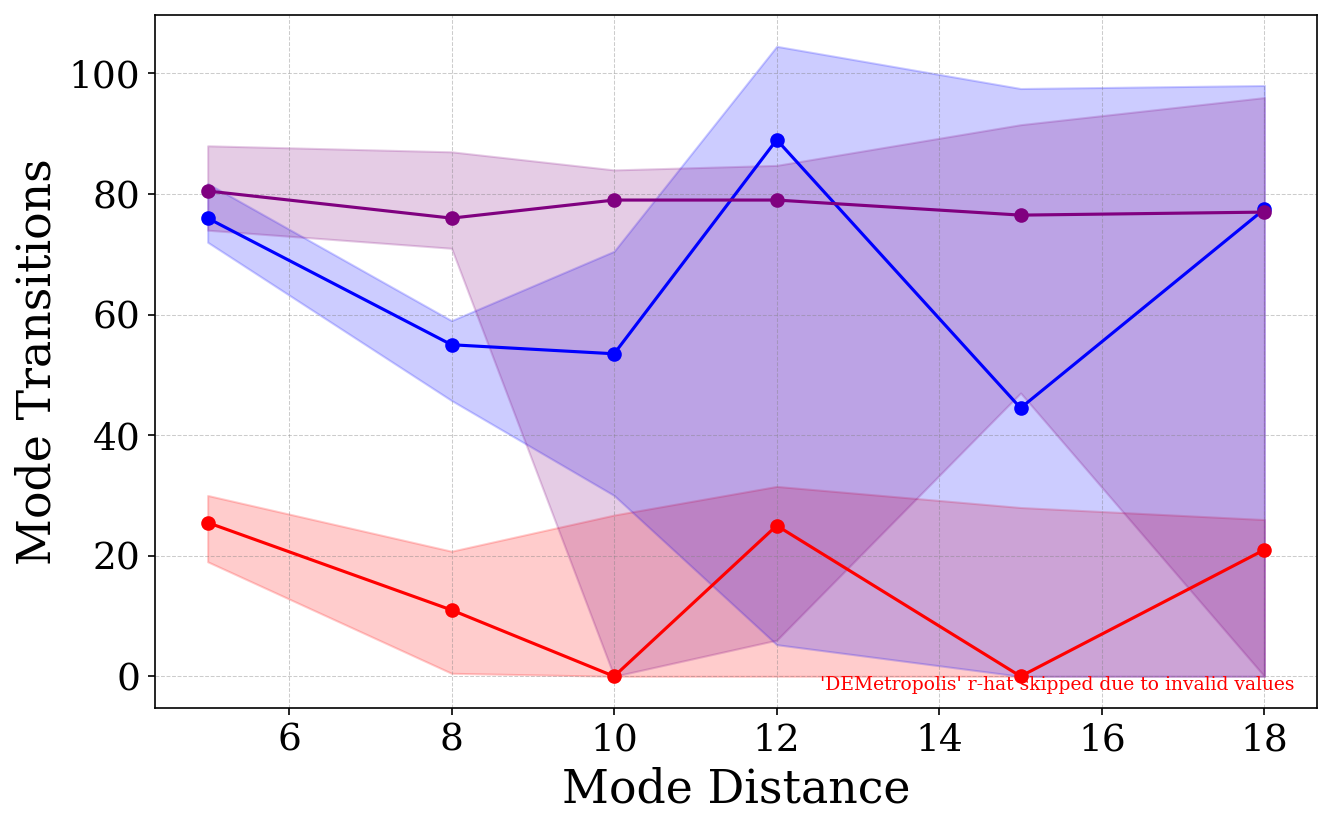 100
80
60
40
20
0
Mode Transitions
'DEMetropolis' r-hat skipped due to invalid values
6 8 10 12 14 16 18
Mode Distance